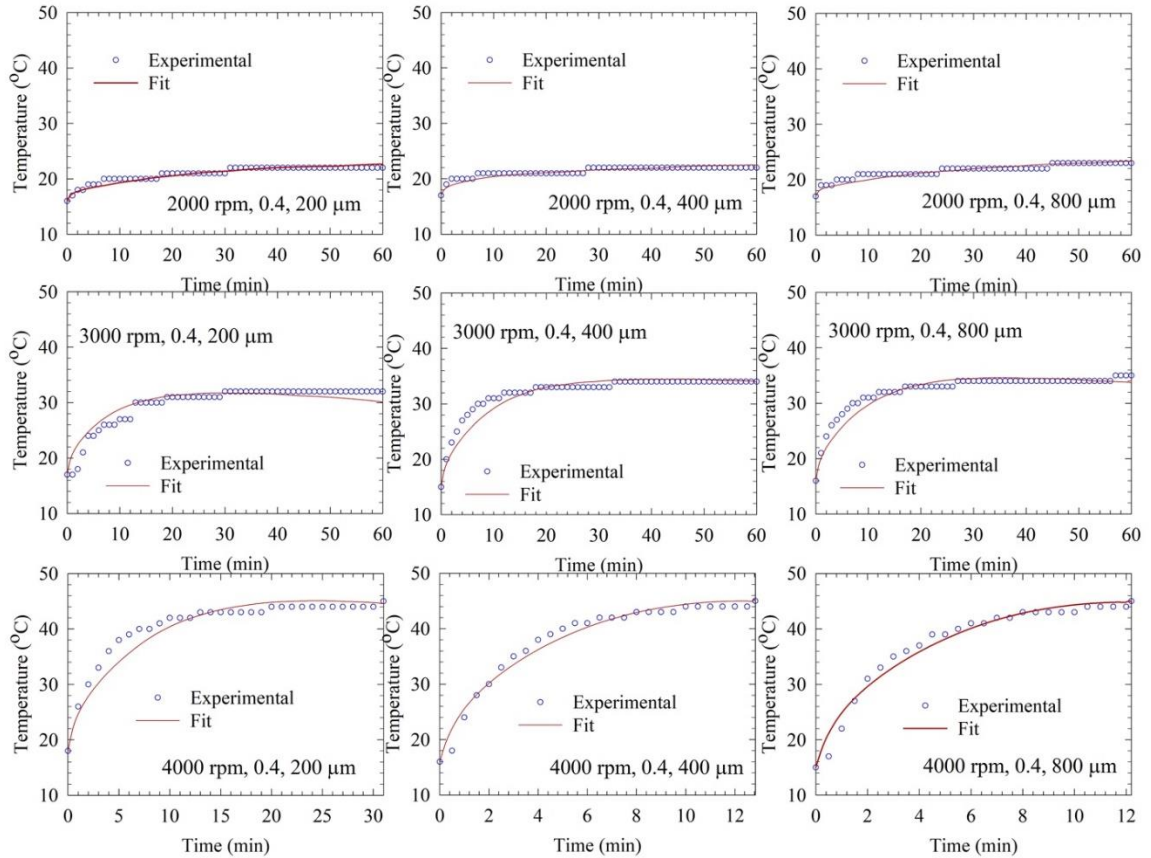 50
40
30
20
10
Temperature (°C)
Experimental
Fit
2000 rpm, 0.4, 200 µm
0 10 20 30 40 50 60
Time (min)
50
40
30
20
10
Temperature (°C)
Experimental
Fit
2000 rpm, 0.4, 400 µm
0 10 20 30 40 50 60
Time (min)
50
40
30
20
10
Temperature (°C)
Experimental
Fit
2000 rpm, 0.4, 800 µm
0 10 20 30 40 50 60
Time (min)
50
40
30
20
10
Temperature (°C)
3000 rpm, 0.4, 200 µm
Experimental
Fit
0 10 20 30 40 50 60
Time (min)
50
40
30
20
10
Temperature (°C)
3000 rpm, 0.4, 400 µm
Experimental
Fit
0 10 20 30 40 50 60
Time (min)
50
40
30
20
10
Temperature (°C)
3000 rpm, 0.4, 800 µm
Experimental
Fit
0 10 20 30 40 50 60
Time (min)
50
40
30
20
10
Temperature (°C)
Experimental
Fit
4000 rpm, 0.4, 200 µm
0 5 10 15 20 25 30
Time (min)
50
40
30
20
10
Temperature (°C)
Experimental
Fit
4000 rpm, 0.4, 400 µm
0 2 4 6 8 10 12
Time (min)
50
40
30
20
10
Temperature (°C)
Experimental
Fit
4000 rpm, 0.4, 800 µm
0 2 4 6 8 10 12
Time (min)